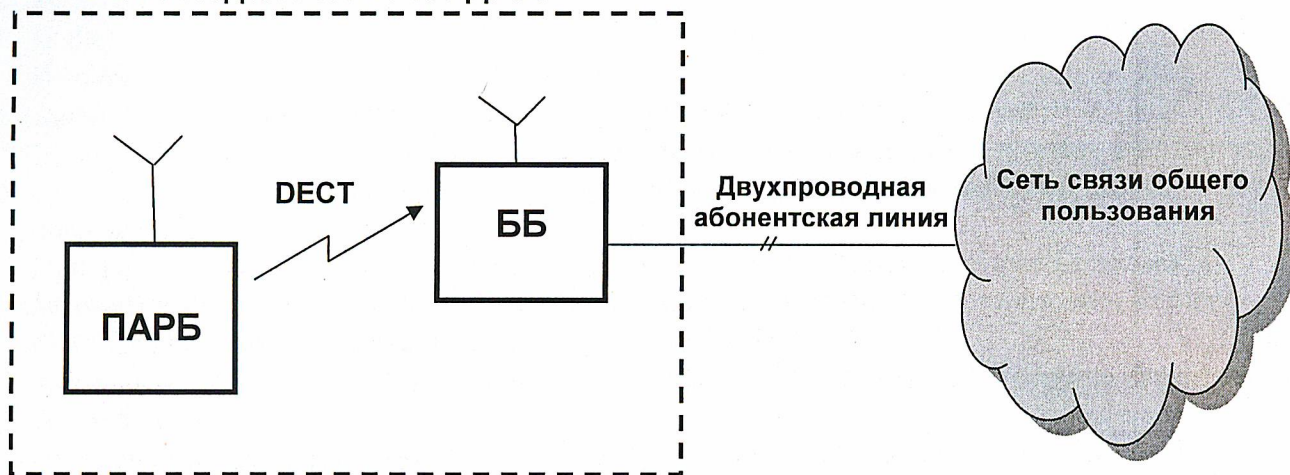 DECT
ББ
ПАРБ
Двухпроводная
абонентская линия
Сеть связи общего
пользования